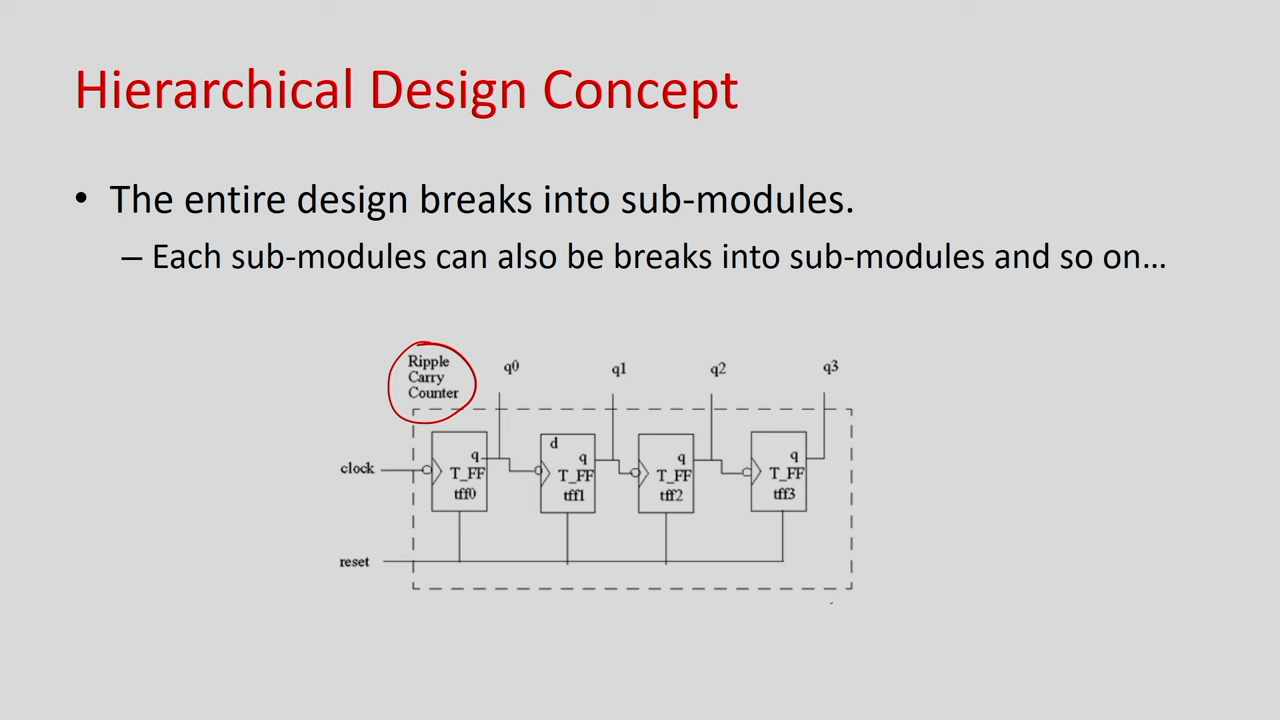 Hierarchical Design Concept
• The entire design breaks into sub-modules.
– Each sub-modules can also be breaks into sub-modules and so on…
Ripple
Carry
Counter
q0 q1 q2 q3
d
q q q q
clock T_FF T_FF T_FF T_FF
tff0 tff1 tff2 tff3
reset